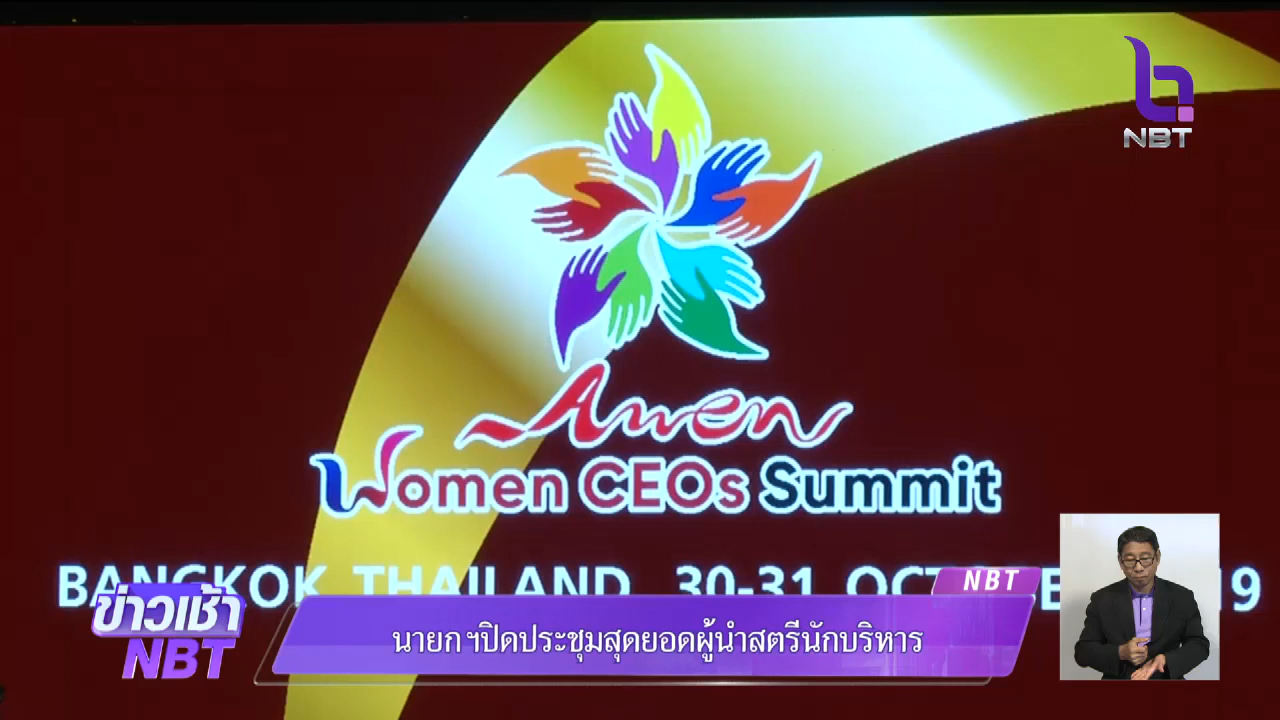 NBT
Awen
Women CEOs Summit
BANGKOK, THAILAND, 30-31 19
NBT
ข่าวเช้า
NBT
นายก ฯปิดประชุมสุดยอดผู้นำสตรีนักบริหาร